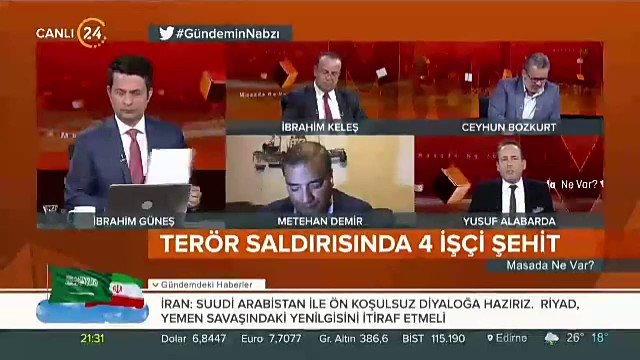 CANLI 24
#GündeminNabzı
İBRAHİM KELEŞ
CEYHUN BOZKURT
Masada Ne Var?
İBRAHİM GÜNEŞ
METEHAN DEMİR
YUSUF ALABARDA
TERÖR SALDIRISINDA 4 İŞÇİ ŞEHİT
Masada Ne Var?
Gündemdeki Haberler
İRAN: SUUDİ ARABİSTAN İLE ÖN KOŞULSUZ DİYALOĞA HAZIRIZ. RİYAD,
YEMEN SAVAŞINDAKİ YENİLGİSİNİ İTİRAF ETMELİ
21:31 Dolar 6,8447 Euro 7,7077 Gr. Altın 386,6 BİST 115.190 Edirne 26° 18°